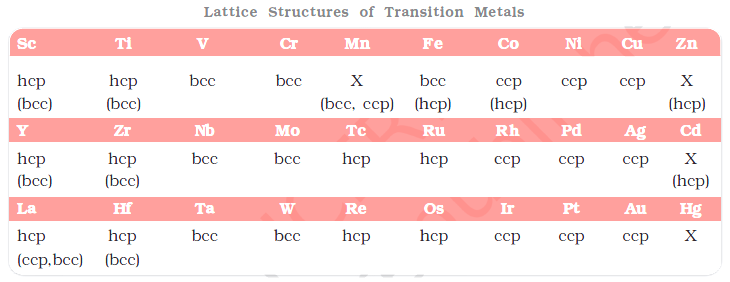 Lattice Structures of Transition Metals
Sc Ti V Cr Mn Fe Co Ni Cu Zn
hcp hcp bcc bcc X bcc ccp ccp ccp X
(bcc) (bcc) (bcc, ccp) (hcp) (hcp) (hcp)
Y Zr Nb Mo Tc Ru Rh Pd Ag Cd
hcp hcp bcc bcc hcp hcp ccp ccp ccp X
(bcc) (bcc) (hcp)
La Hf Ta W Re Os Ir Pt Au Hg
hcp hcp bcc bcc hcp hcp ccp ccp ccp X
(ccp,bcc) (bcc)